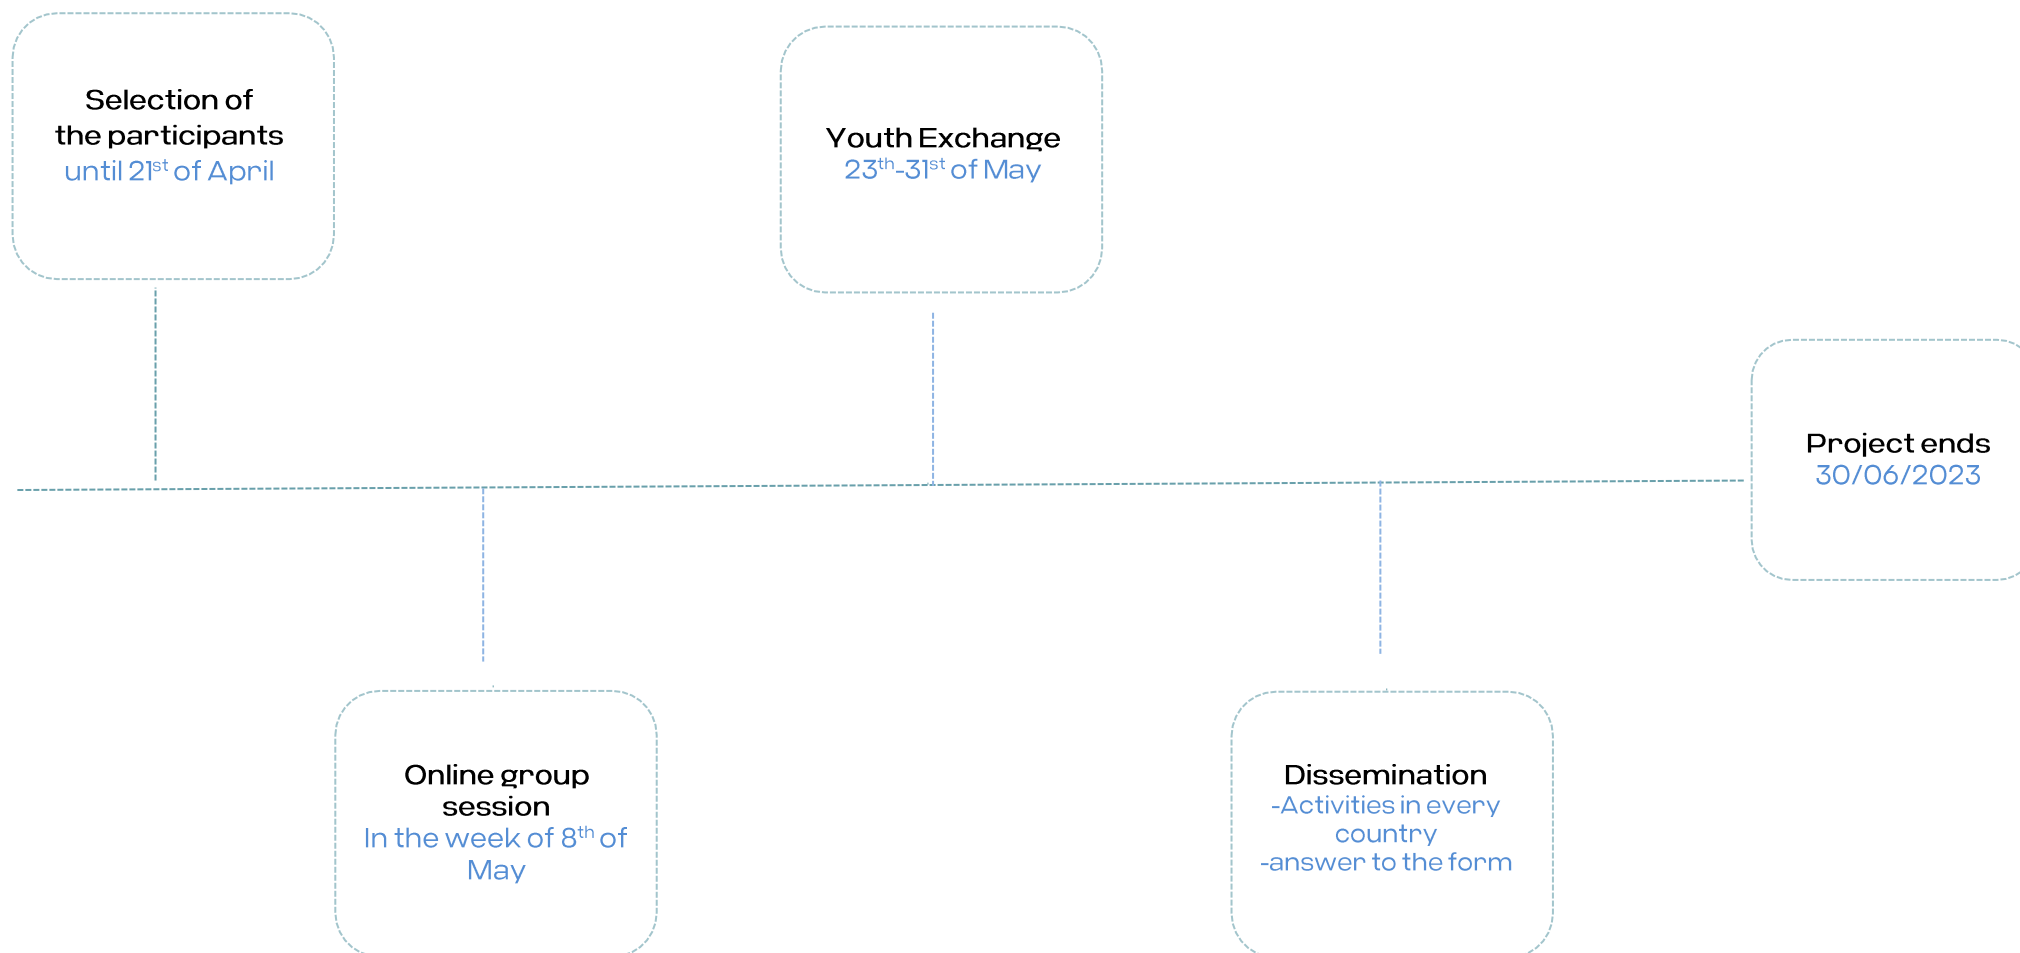 Selection of
the participants
until 21st of April
Youth Exchange
23th-31st of May
Project ends
30/06/2023
Online group
session
In the week of 8th of
May
Dissemination
-Activities in every
country
-answer to the form